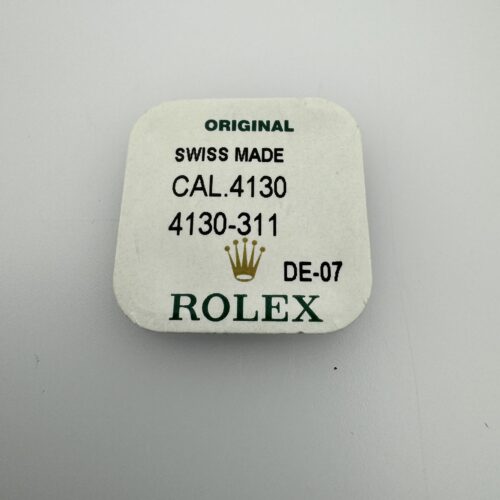 ORIGINAL
SWISS MADE
CAL.4130
4130-311
DE-07
ROLEX